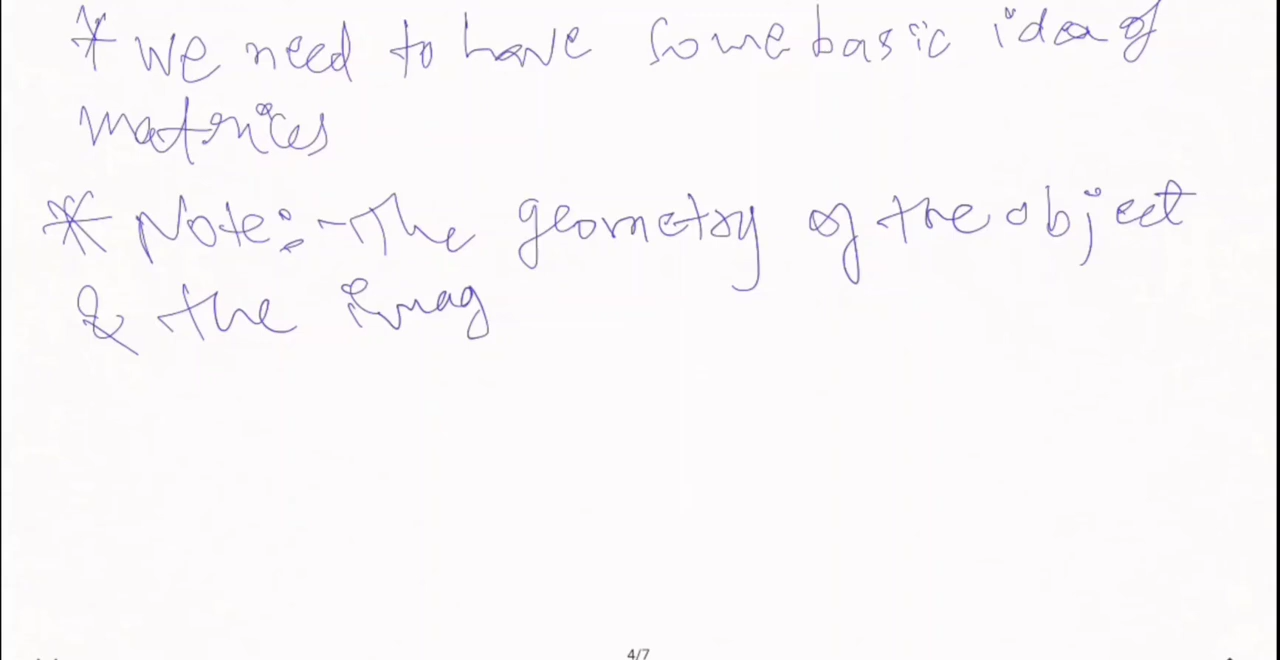 * We need to have some basic idea of
matrices
* Note:- The geometry of the object
& the imag
4/7